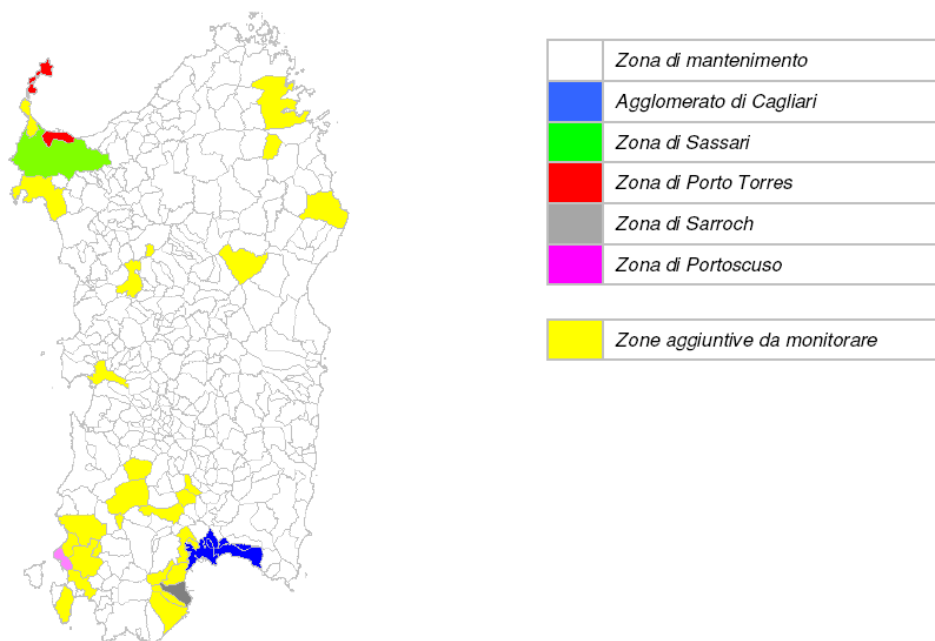 Zona di mantenimento
Agglomerato di Cagliari
Zona di Sassari
Zona di Porto Torres
Zona di Sarroch
Zona di Portoscuso
Zone aggiuntive da monitorare